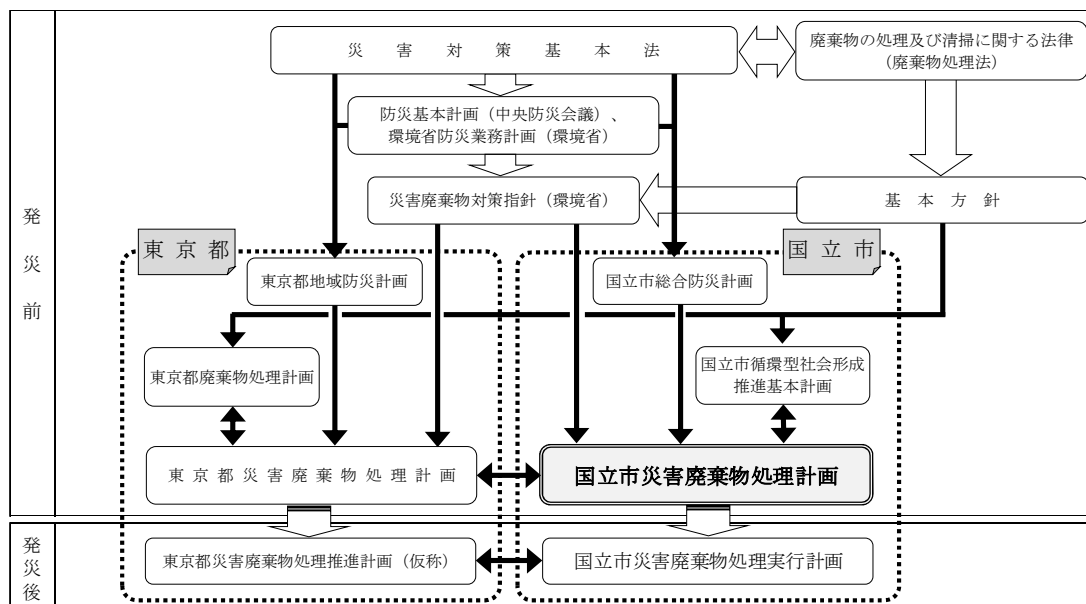 災害対策基本法
廃棄物の処理及び清掃に関する法律
（廃棄物処理法）
防災基本計画（中央防災会議）、
環境省防災業務計画（環境省）
災害廃棄物対策指針（環境省）
基本方針
発災前
東京都
国立市
東京都地域防災計画
国立市総合防災計画
東京都廃棄物処理計画
国立市循環型社会形成
推進基本計画
東京都災害廃棄物処理計画
国立市災害廃棄物処理計画
発災後
東京都災害廃棄物処理推進計画（仮称）
国立市災害廃棄物処理実行計画